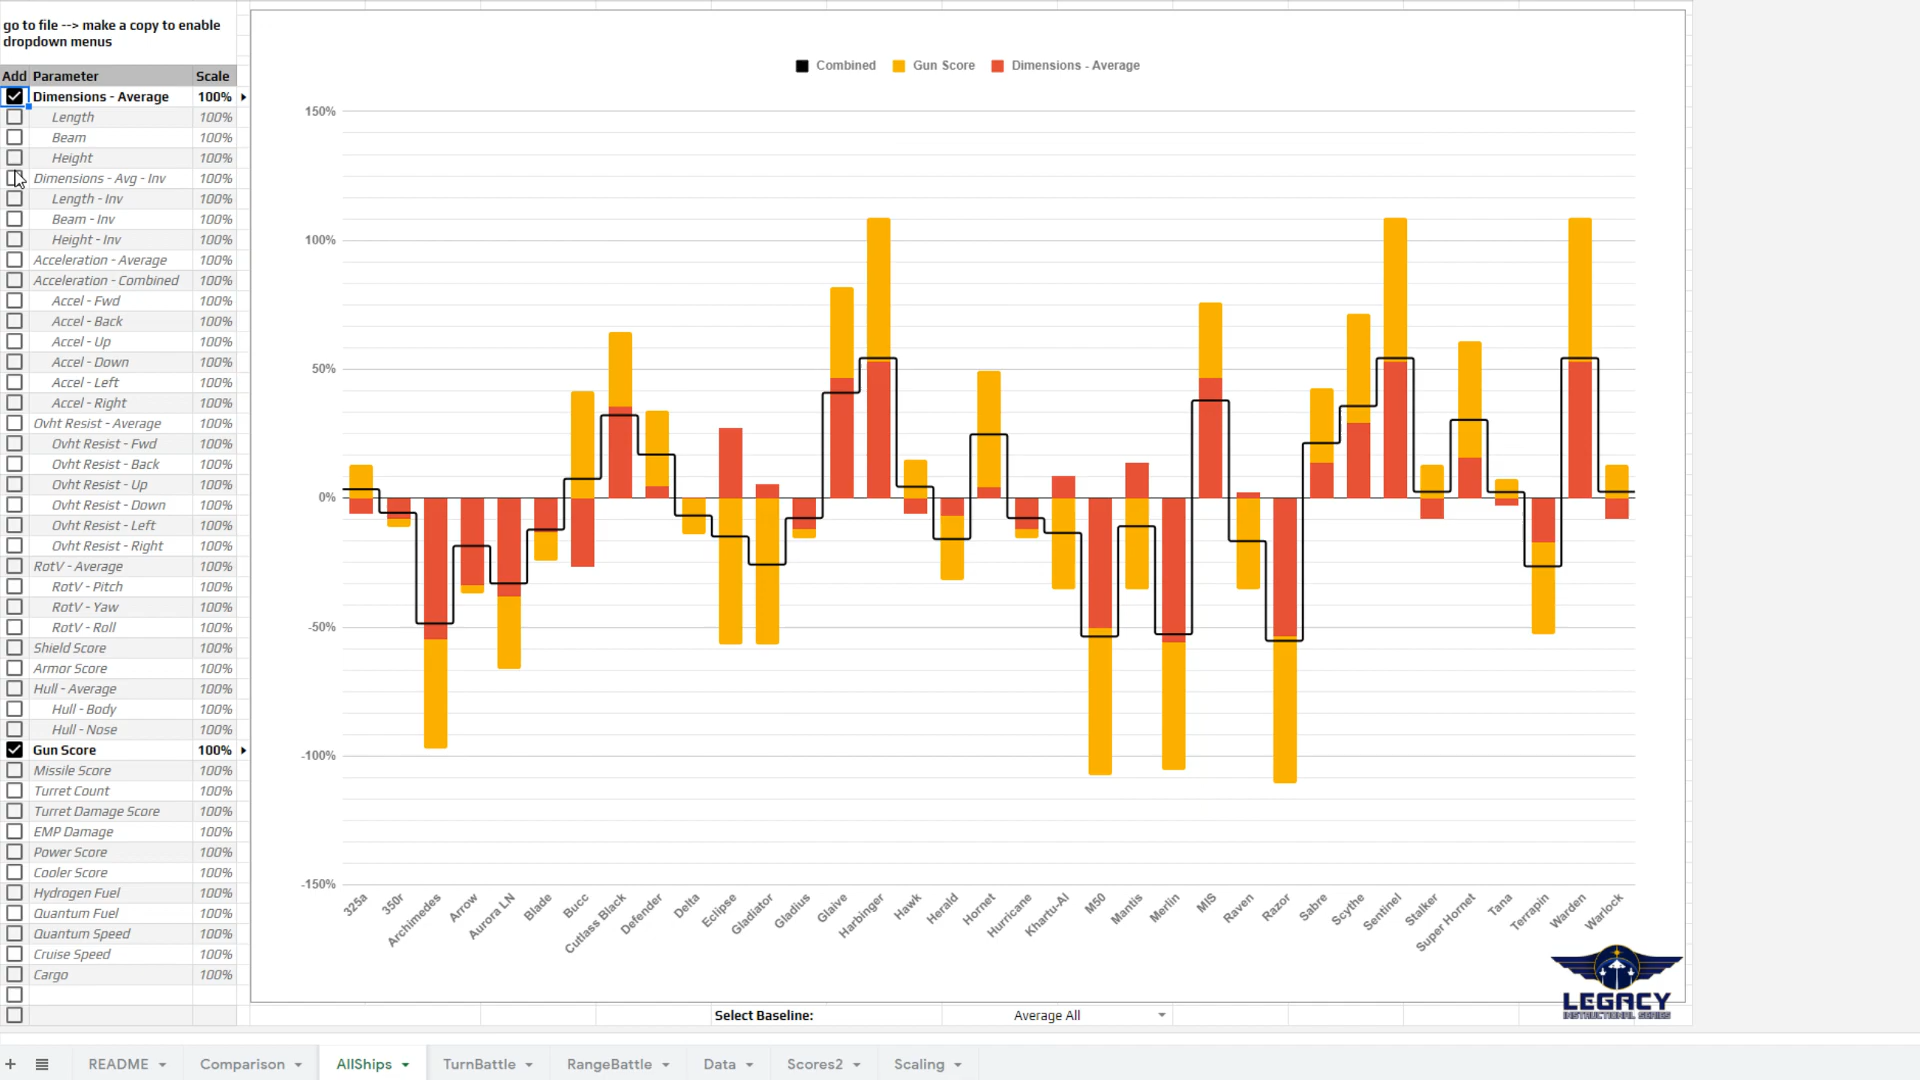 go to file --> make a copy to enable
dropdown menus
Add Parameter Scale
Dimensions - Average 100%
Length 100%
Beam 100%
Height 100%
Dimensions - Avg - Inv 100%
Length - Inv 100%
Beam - Inv 100%
Height - Inv 100%
Acceleration - Average 100%
Acceleration - Combined 100%
Accel - Fwd 100%
Accel - Back 100%
Accel - Up 100%
Accel - Down 100%
Accel - Left 100%
Accel - Right 100%
Ovht Resist - Average 100%
Ovht Resist - Fwd 100%
Ovht Resist - Back 100%
Ovht Resist - Up 100%
Ovht Resist - Down 100%
Ovht Resist - Left 100%
Ovht Resist - Right 100%
RotV - Average 100%
RotV - Pitch 100%
RotV - Yaw 100%
RotV - Roll 100%
Shield Score 100%
Armor Score 100%
Hull - Average 100%
Hull - Body 100%
Hull - Nose 100%
Gun Score 100%
Missile Score 100%
Turret Count 100%
Turret Damage Score 100%
EMP Damage 100%
Power Score 100%
Cooler Score 100%
Hydrogen Fuel 100%
Quantum Fuel 100%
Quantum Speed 100%
Cruise Speed 100%
Cargo 100%
Combined Gun Score Dimensions - Average
150%
100%
50%
0%
-50%
-100%
-150%
325a
350r
Archimedes
Arrow
Aurora LN
Blade
Bucc
Cutlass Black
Defender
Delta
Eclipse
Gladiator
Gladius
Glaive
Harbinger
Hawk
Herald
Hornet
Hurricane
Khartu-Al
M50
Mantis
Merlin
MIS
Raven
Razor
Sabre
Scythe
Sentinel
Stalker
Super Hornet
Tana
Terrapin
Warden
Warlock
LEGACY
INSTRUCTIONAL SERIES
Select Baseline: Average All
README Comparison AllShips TurnBattle RangeBattle Data Scores2 Scaling